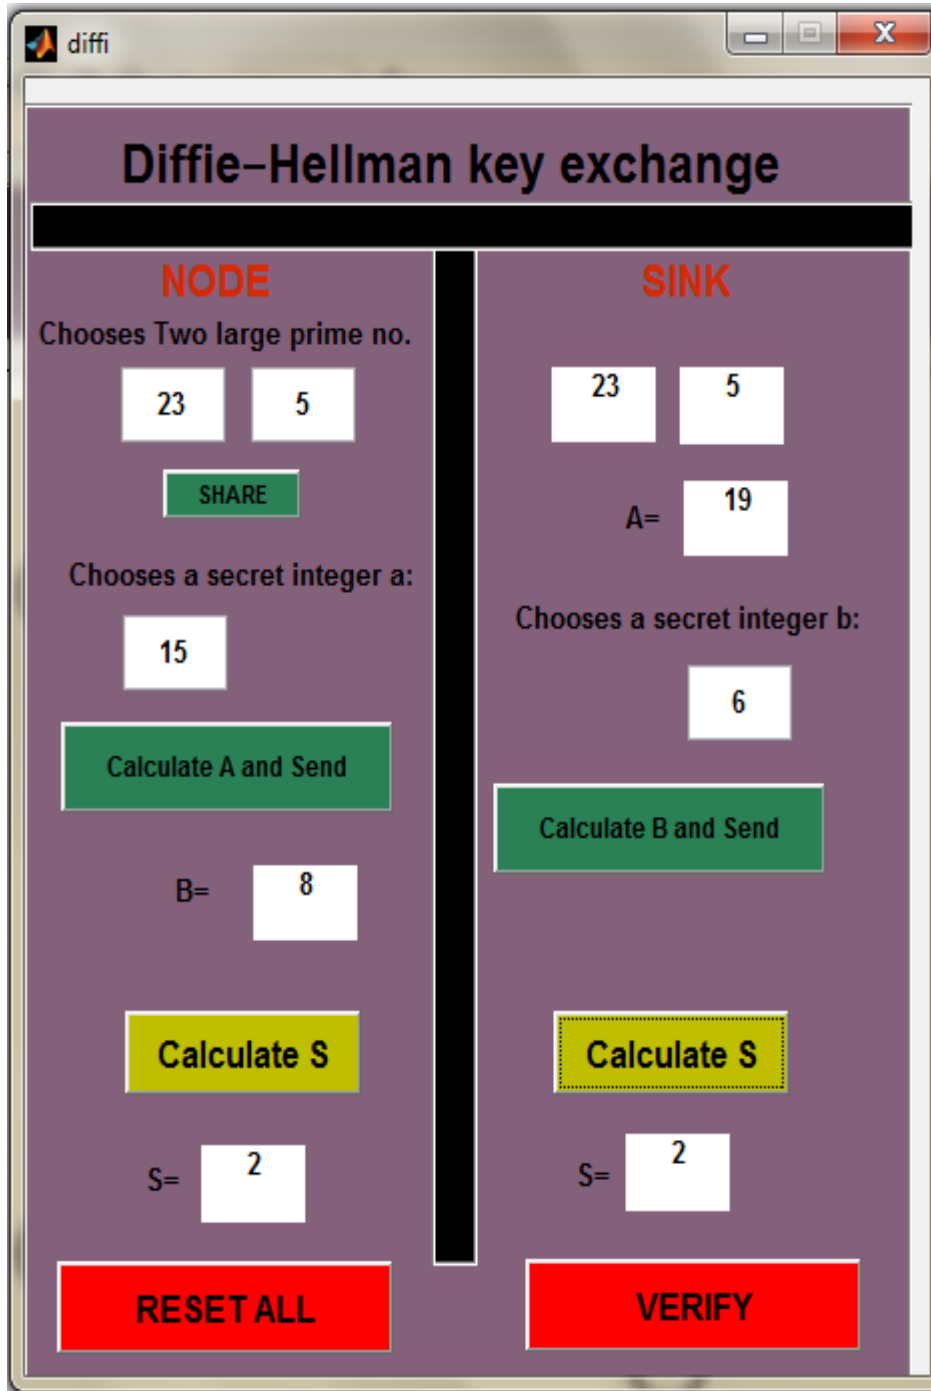 diffi
Diffie-Hellman key exchange
NODE
Chooses Two large prime no.
23 5
SHARE
Chooses a secret integer a:
15
Calculate A and Send
B= 8
Calculate S
S= 2
RESET ALL
SINK
23 5
A= 19
Chooses a secret integer b:
6
Calculate B and Send
Calculate S
S= 2
VERIFY